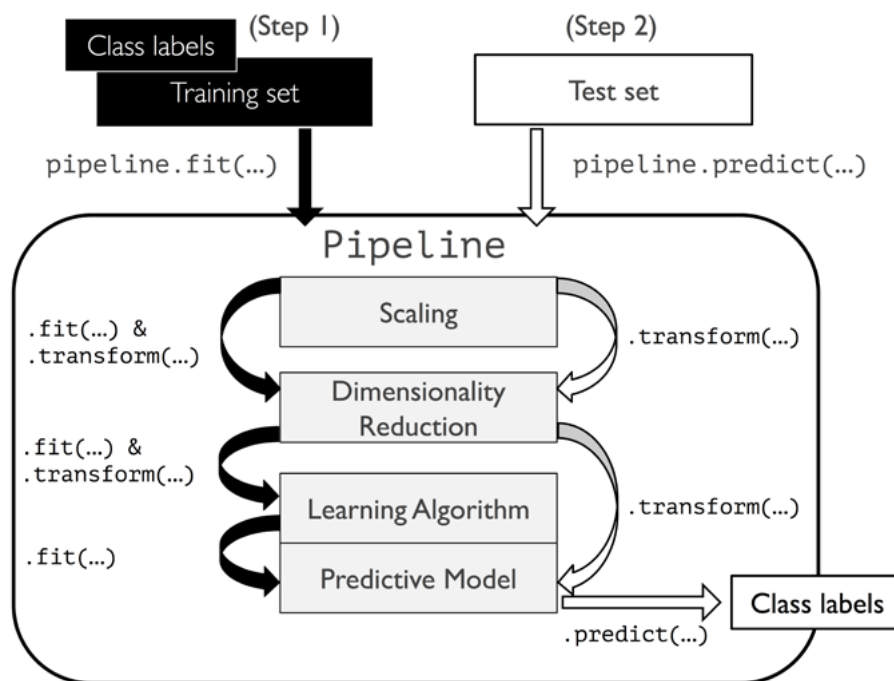 (Step 1)
Class labels
Training set
pipeline.fit(...)
(Step 2)
Test set
pipeline.predict(...)
Pipeline
Scaling
.fit(...) &
.transform(...)
.transform(...)
Dimensionality
Reduction
.fit(...) &
.transform(...)
Learning Algorithm
.transform(...)
.fit(...)
Predictive Model
.predict(...)
Class labels